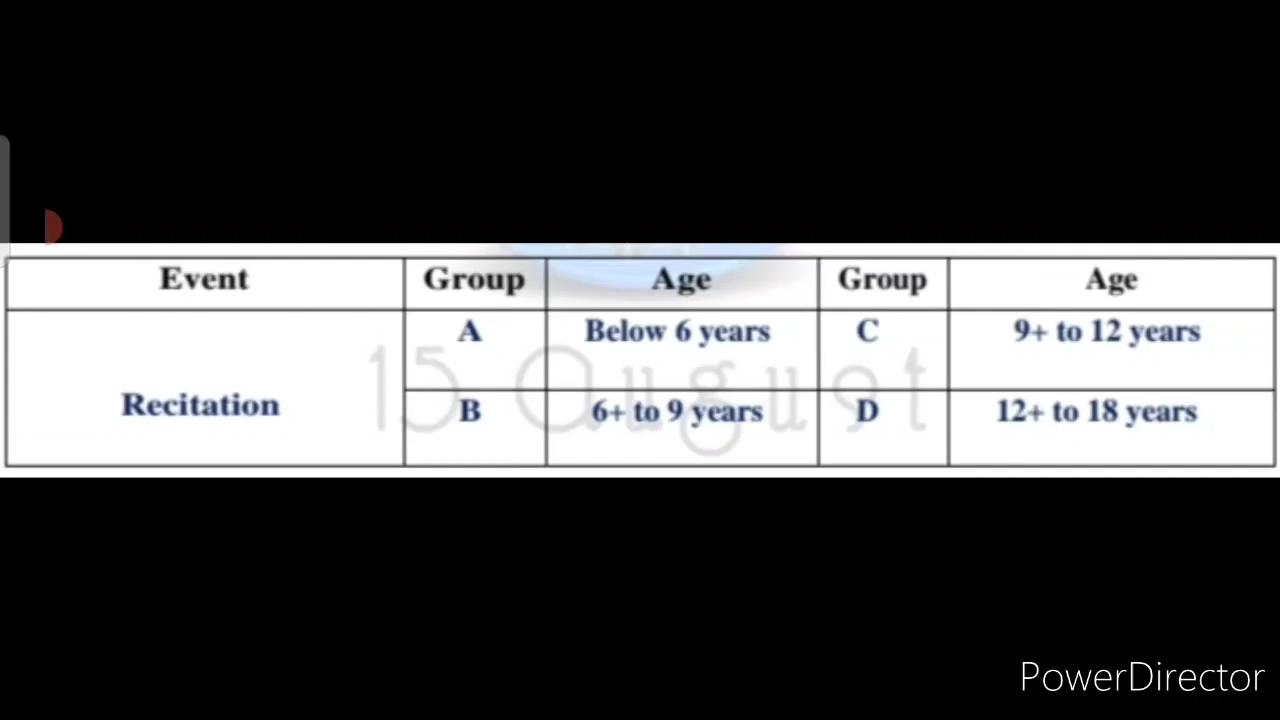 Event Group Age Group Age
Recitation A Below 6 years C 9+ to 12 years
B 6+ to 9 years D 12+ to 18 years
15 August
PowerDirector